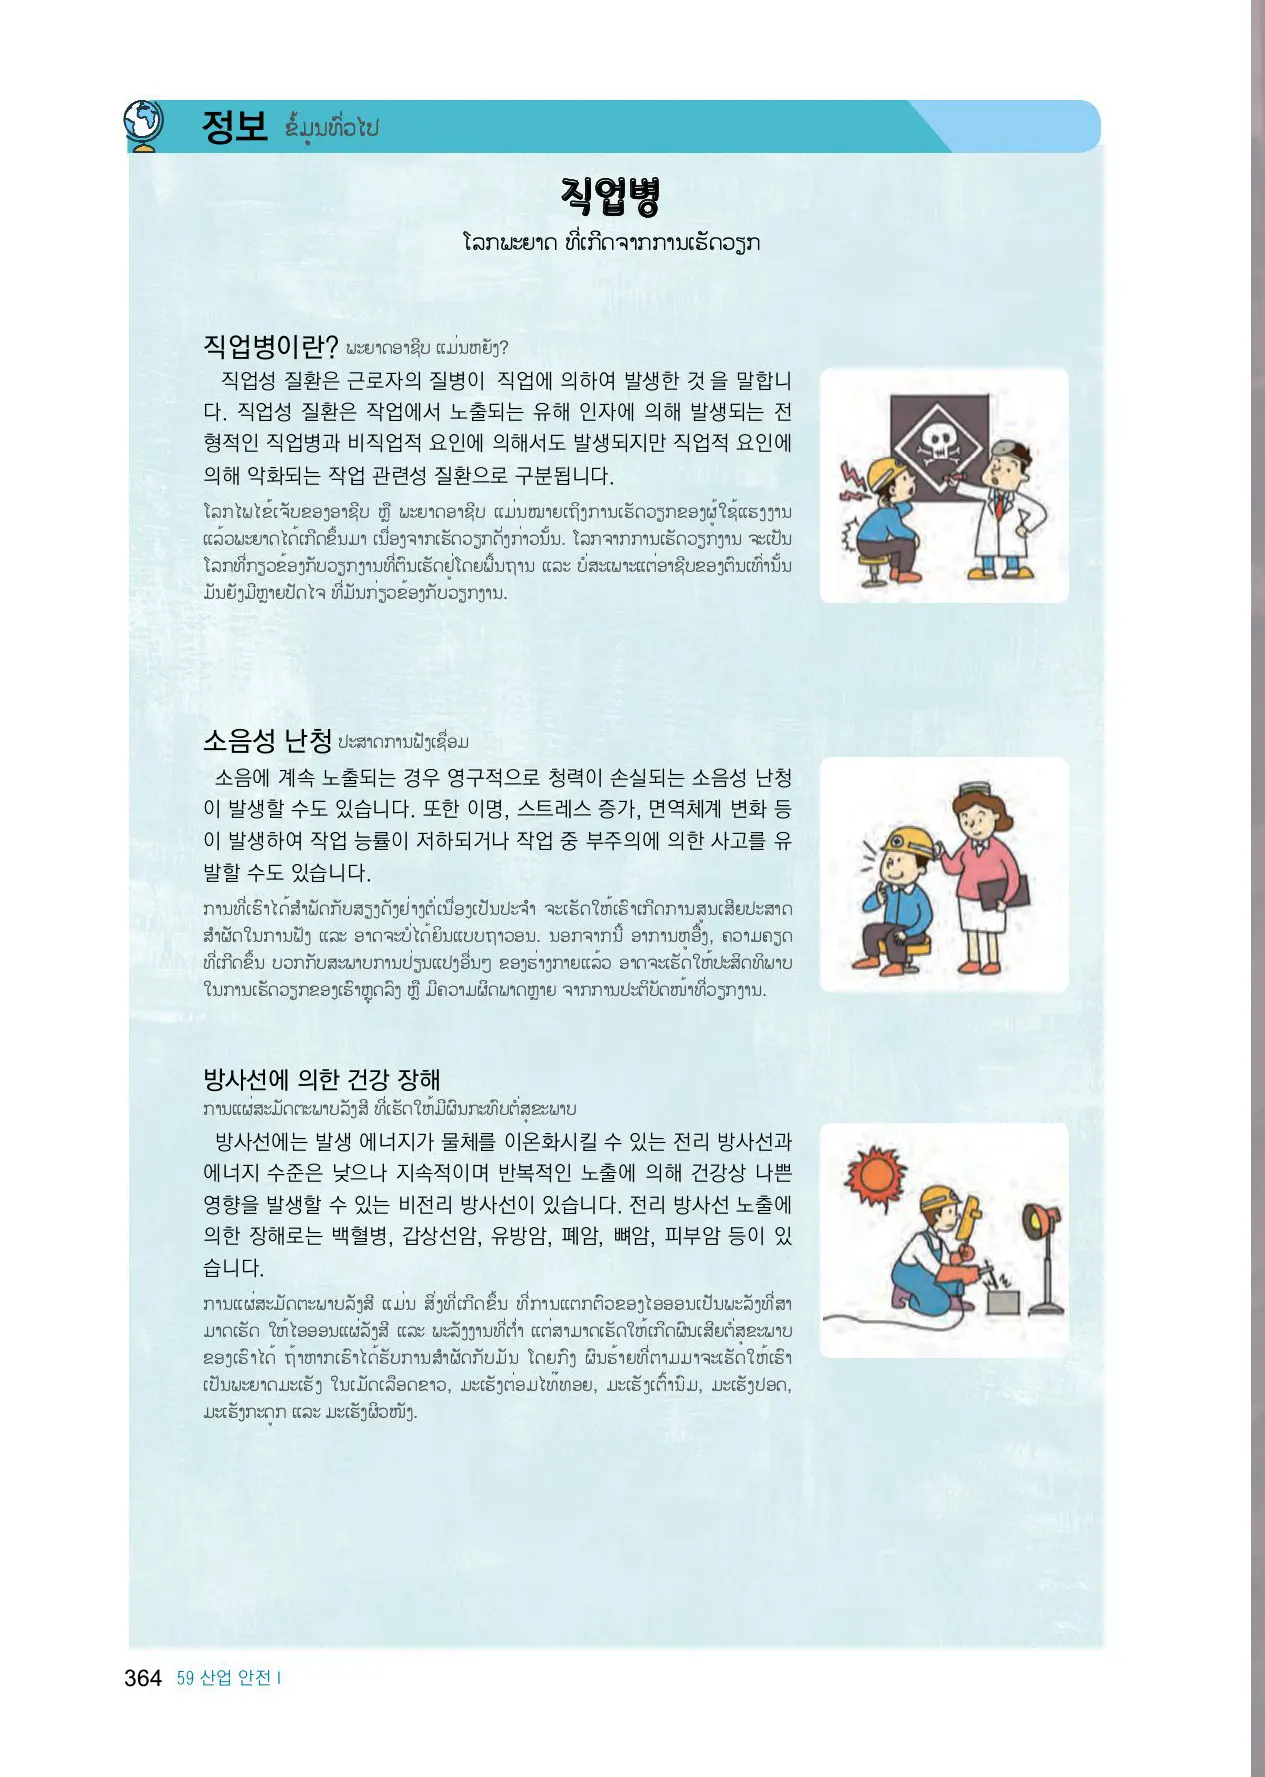 정보 ຂໍ້ມູນທົ່ວໄປ
직업병
ໂລກພະຍາດ ທີ່ເກີດຈາກການເຮັດວຽກ
직업병이란? ພະຍາດອາຊີບ ແມ່ນຫຍັງ?
직업성 질환은 근로자의 질병이 직업에 의하여 발생한 것 을 말합니
다. 직업성 질환은 작업에서 노출되는 유해 인자에 의해 발생되는 전
형적인 직업병과 비직업적 요인에 의해서도 발생되지만 직업적 요인에
의해 악화되는 작업 관련성 질환으로 구분됩니다.
ໂລກໄພໄຂ້ເຈັບຂອງອາຊີບ ຫຼື ພະຍາດອາຊີບ ແມ່ນໝາຍເຖິງການເຮັດວຽກຂອງຜູ້ໃຊ້ແຮງງານ
ແລ້ວພະຍາດໄດ້ເກີດຂຶ້ນມາ ເນື່ອງຈາກເຮັດວຽກດັ່ງກ່າວນັ້ນ. ໂລກຈາກການເຮັດວຽກງານ ຈະເປັນ
ໂລກທີ່ກຽວຂ້ອງກັບວຽກງານທີ່ຕົນເຮັດຢູ່ໂດຍພື້ນຖານ ແລະ ບໍ່ສະເພາະແຕ່ອາຊີບຂອງຕົນເທົ່ານັ້ນ
ມັນຍັງມີຫຼາຍປັດໄຈ ທີ່ມັນກ່ຽວຂ້ອງກັບວຽກງານ.
소음성 난청 ປະສາດການຟັງເຊື່ອມ
소음에 계속 노출되는 경우 영구적으로 청력이 손실되는 소음성 난청
이 발생할 수도 있습니다. 또한 이명, 스트레스 증가, 면역체계 변화 등
이 발생하여 작업 능률이 저하되거나 작업 중 부주의에 의한 사고를 유
발할 수도 있습니다.
ການທີ່ເຮົາໄດ້ສຳພັດກັບສຽງດັງຢ່າງຕໍ່ເນື່ອງເປັນປະຈຳ ຈະເຮັດໃຫ້ເຮົາເກີດການສູນເສີຍປະສາດ
ສຳຜັດໃນການຟັງ ແລະ ອາດຈະບໍ່ໄດ້ຍິນແບບຖາວອນ. ນອກຈາກນີ້ ອາການຫູອື້ງ, ຄວາມຄຽດ
ທີ່ເກີດຂຶ້ນ ບວກກັບສະພາບການປ່ຽນແປງອື່ນໆ ຂອງຮ່າງກາຍແລ້ວ ອາດຈະເຮັດໃຫ້ປະສິດທິພາບ
ໃນການເຮັດວຽກຂອງເຮົາຫຼຸດລົງ ຫຼື ມີຄວາມຜິດພາດຫຼາຍ ຈາກການປະຕິບັດໜ້າທີ່ວຽກງານ.
방사선에 의한 건강 장해
ການແຜ່ສະມັດຕະພາບລັງສີ ທີ່ເຮັດໃຫ້ມີຜົນກະທົບຕໍ່ສຸຂະພາບ
방사선에는 발생 에너지가 물체를 이온화시킬 수 있는 전리 방사선과
에너지 수준은 낮으나 지속적이며 반복적인 노출에 의해 건강상 나쁜
영향을 발생할 수 있는 비전리 방사선이 있습니다. 전리 방사선 노출에
의한 장해로는 백혈병, 갑상선암, 유방암, 폐암, 뼈암, 피부암 등이 있
습니다.
ການແຜ່ສະມັດຕະພາບລັງສີ ແມ່ນ ສິ່ງທີ່ເກີດຂຶ້ນ ທີ່ການແຕກຕົວຂອງໄອອອນເປັນພະລັງທີ່ສາ
ມາດເຮັດ ໃຫ້ໄອອອນແຜ່ລັງສີ ແລະ ພະລັງງານທີ່ຕ່ຳ ແຕ່ສາມາດເຮັດໃຫ້ເກີດຜົນເສີຍຕໍ່ສຸຂະພາບ
ຂອງເຮົາໄດ້ ຖ້າຫາກເຮົາໄດ້ຮັບການສຳຜັດກັບມັນ ໂດຍກົງ ຜົນຮ້າຍທີ່ຕາມມາຈະເຮັດໃຫ້ເຮົາ
ເປັນພະຍາດມະເຮັງ ໃນເມັດເລືອດຂາວ, ມະເຮັງຕ່ອມໄທທ໊ອຍ, ມະເຮັງເຕົ້ານົມ, ມະເຮັງປອດ,
ມະເຮັງກະດູກ ແລະ ມະເຮັງຜິວໜັງ.
364 59 산업 안전 I